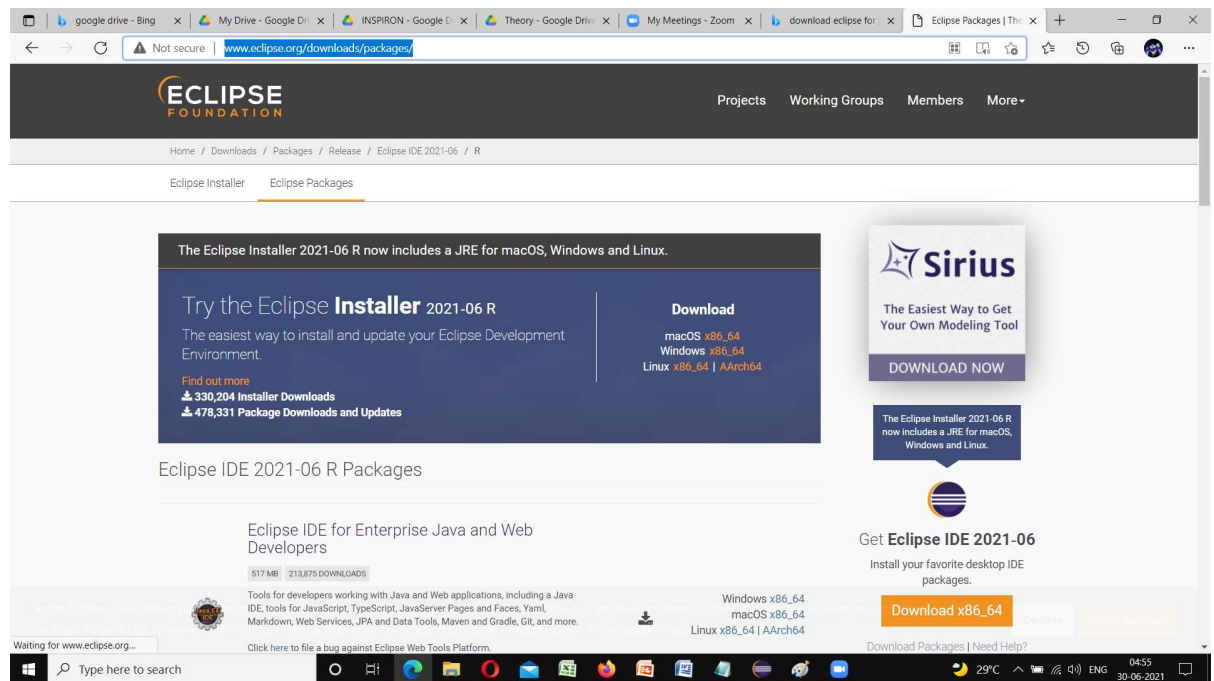 google drive - Bing
My Drive - Google Dri
INSPIRON - Google D
Theory - Google Drive
My Meetings - Zoom
download eclipse for j
Eclipse Packages | The
Not secure | www.eclipse.org/downloads/packages/
ECLIPSE
FOUNDATION
Projects Working Groups Members More
Home / Downloads / Packages / Release / Eclipse IDE 2021-06 / R
Eclipse Installer Eclipse Packages
The Eclipse Installer 2021-06 R now includes a JRE for macOS, Windows and Linux.
Try the Eclipse Installer 2021-06 R
The easiest way to install and update your Eclipse Development
Environment.
Find out more
330,204 Installer Downloads
478,331 Package Downloads and Updates
Download
macOS x86_64
Windows x86_64
Linux x86_64 | AArch64
Sirius
The Easiest Way to Get
Your Own Modeling Tool
DOWNLOAD NOW
The Eclipse Installer 2021-06 R
now includes a JRE for macOS,
Windows and Linux.
Get Eclipse IDE 2021-06
Install your favorite desktop IDE
packages.
Download x86_64
Download Packages | Need Help?
Eclipse IDE 2021-06 R Packages
Eclipse IDE for Enterprise Java and Web
Developers
517 MB 213,875 DOWNLOADS
Java EE
IDE
Tools for developers working with Java and Web applications, including a Java
IDE, tools for JavaScript, TypeScript, JavaServer Pages and Faces, Yaml,
Markdown, Web Services, JPA and Data Tools, Maven and Gradle, Git, and more.
Click here to file a bug against Eclipse Web Tools Platform.
Windows x86_64
macOS x86_64
Linux x86_64 | AArch64
Waiting for www.eclipse.org...
Type here to search
29°C
ENG
04:55
30-06-2021